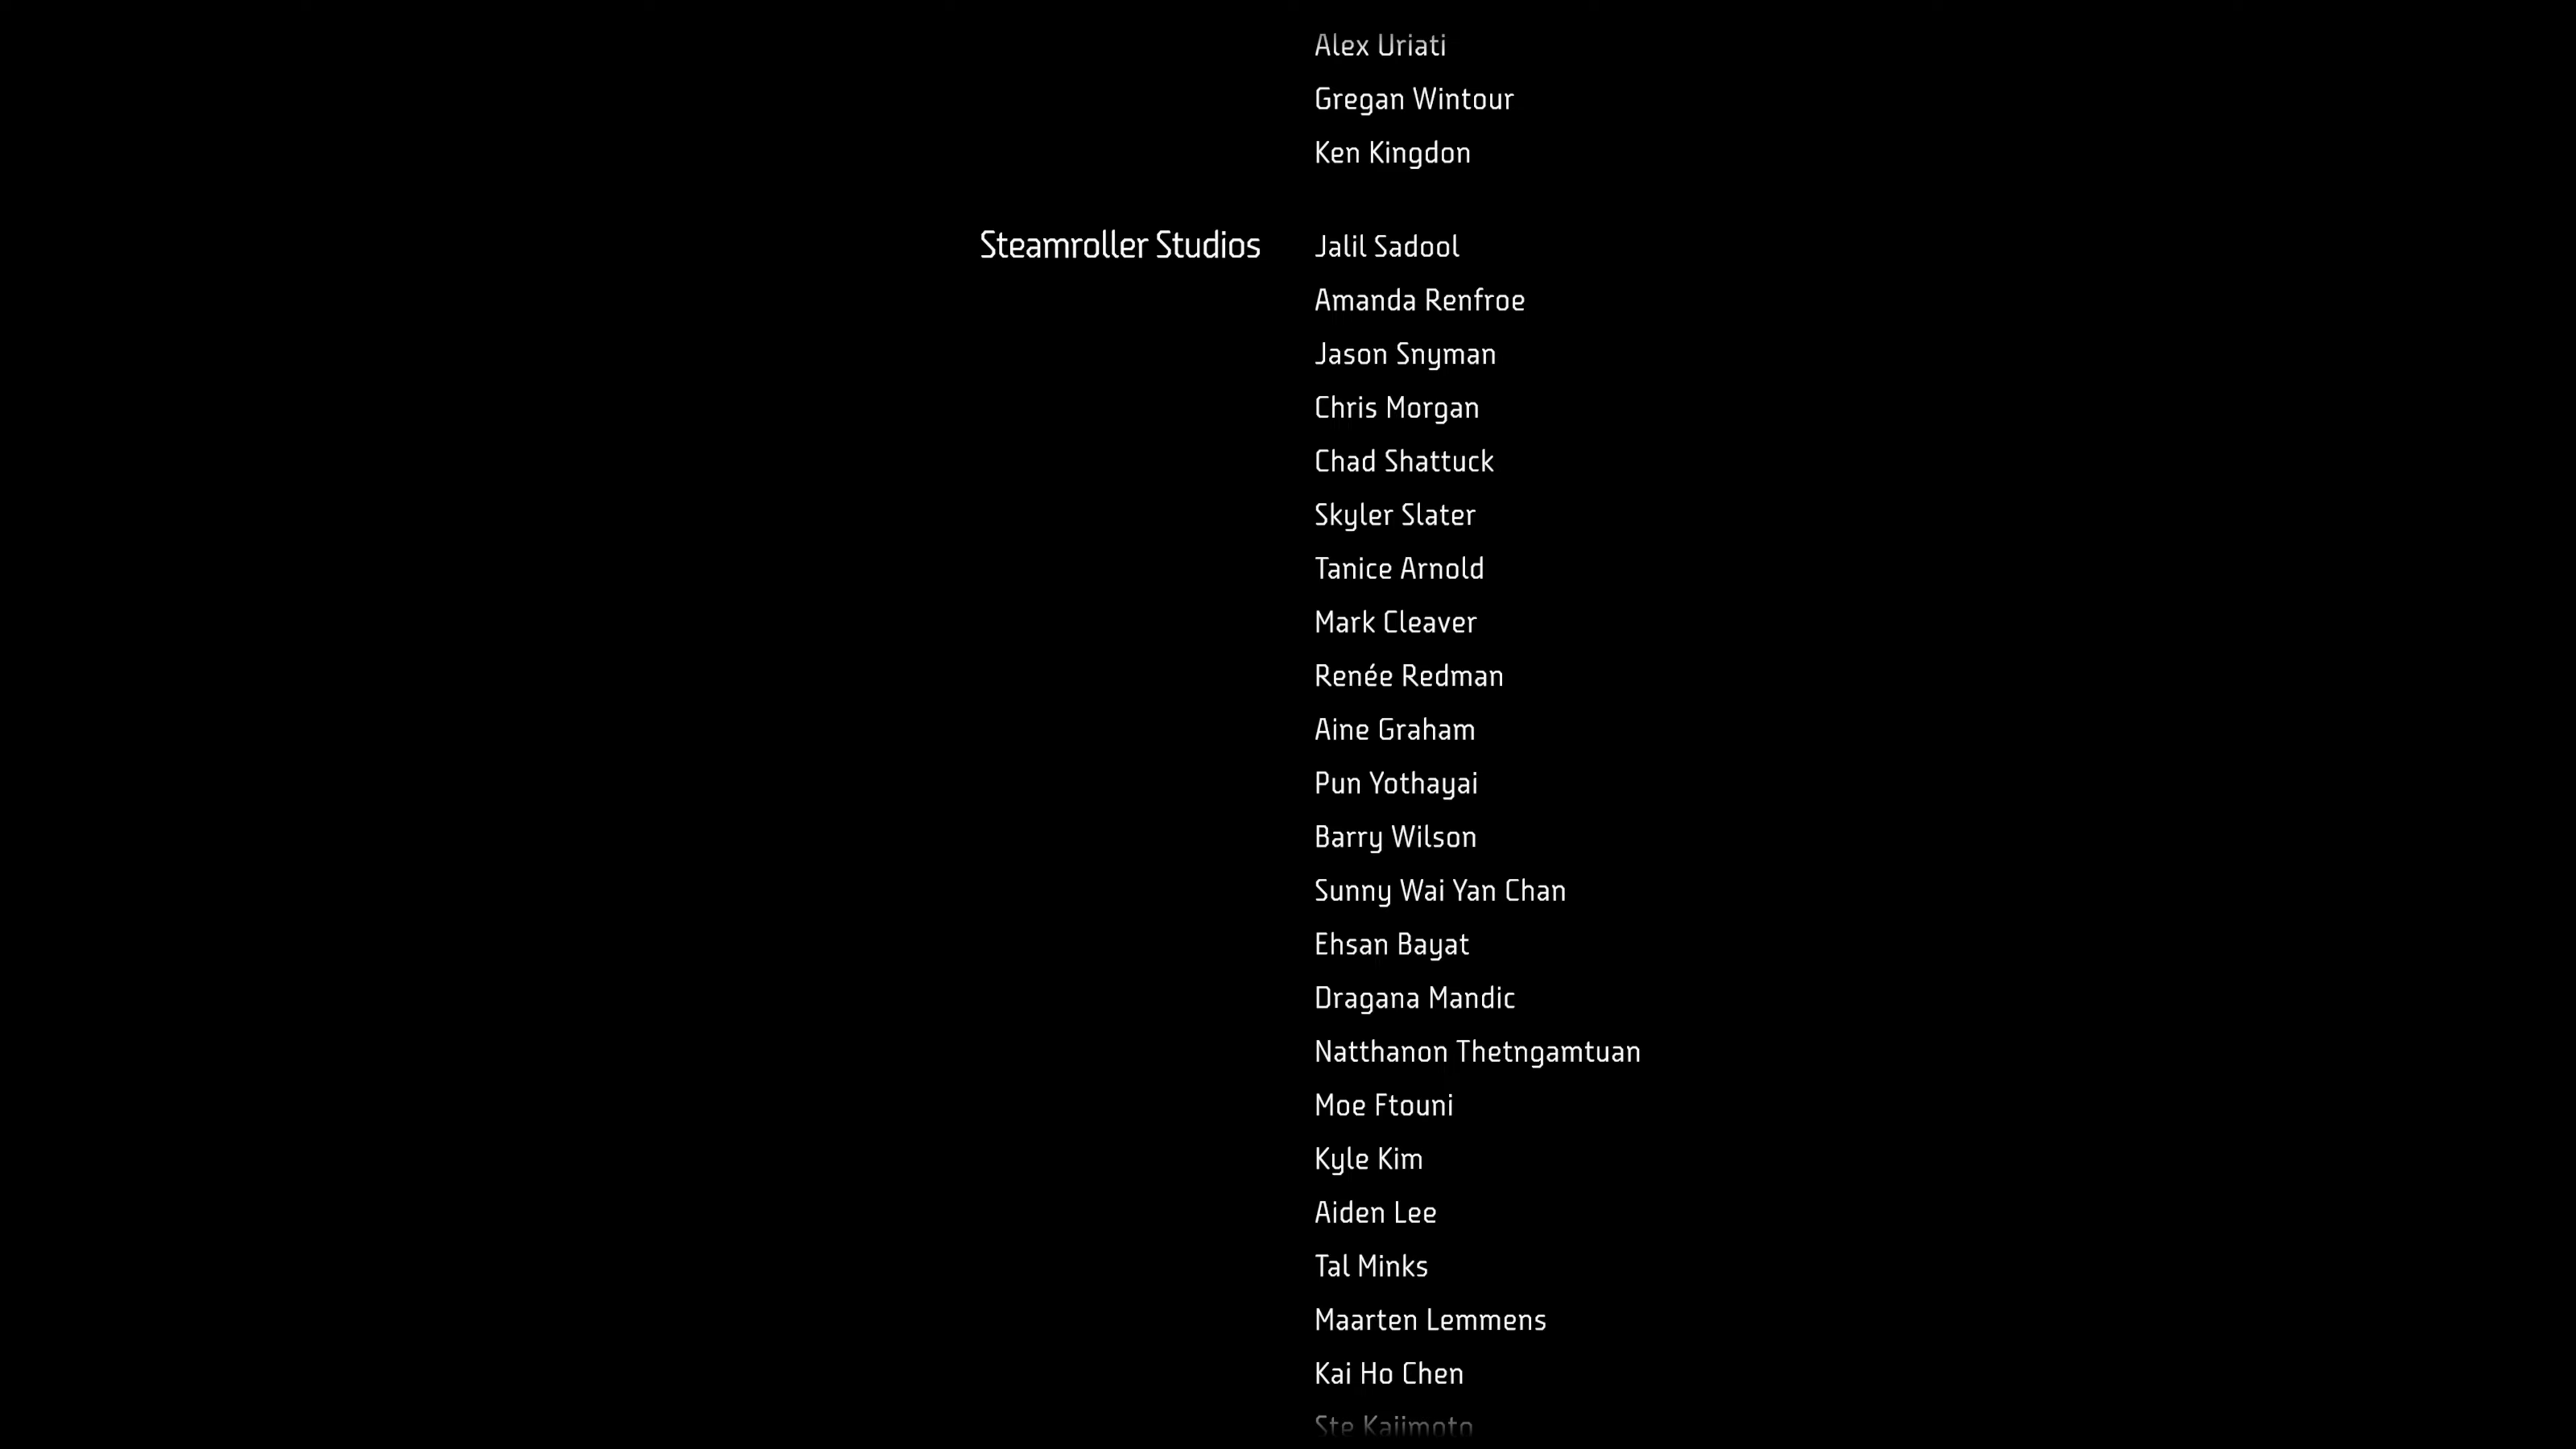 Alex Uriati
Gregan Wintour
Ken Kingdon
Steamroller Studios Jalil Sadool
Amanda Renfroe
Jason Snyman
Chris Morgan
Chad Shattuck
Skyler Slater
Tanice Arnold
Mark Cleaver
Renée Redman
Aine Graham
Pun Yothayai
Barry Wilson
Sunny Wai Yan Chan
Ehsan Bayat
Dragana Mandic
Natthanon Thetngamtuan
Moe Ftouni
Kyle Kim
Aiden Lee
Tal Minks
Maarten Lemmens
Kai Ho Chen
Ste Kajimoto